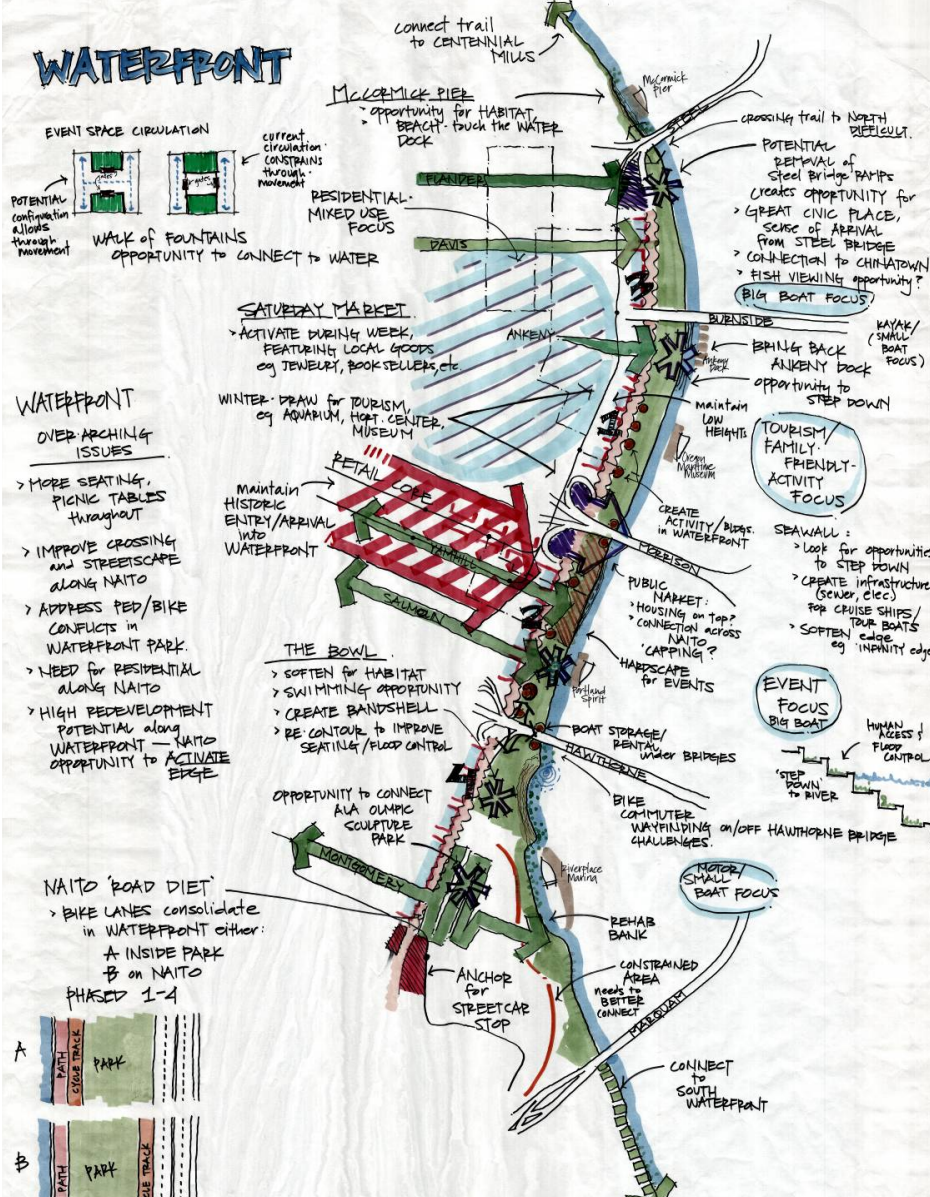 WATERFRONT
connect trail
to CENTENNIAL
MILLS
McCormick
Pier
McCORMICK PIER
> opportunity for HABITAT,
> BEACH · touch the WATER
DOCK
STEEL
CROSSING trail to NORTH
DIFFICULT.
EVENT SPACE CIRCULATION
current
circulation
CONSTRAINS
through
movement
gates
gates
POTENTIAL
configuration
allows
through
movement
WALK of FOUNTAINS
OPPORTUNITY to CONNECT to WATER
FLANDERS
RESIDENTIAL·
MIXED USE
FOCUS
DAVIS
POTENTIAL
REMOVAL of
Steel Bridge RAMPS
creates OPPORTUNITY for
> GREAT CIVIC PLACE,
SENSE of ARRIVAL
from STEEL BRIDGE
> CONNECTION to CHINATOWN
> FISH VIEWING opportunity?
BIG BOAT FOCUS
3
BURNSIDE
KAYAK/
(SMALL
BOAT
FOCUS)
SATURDAY MARKET
> ACTIVATE DURING WEEK,
FEATURING LOCAL GOODS
eg JEWELRY, BOOK SELLERS, etc.
ANKENY
Ankeny
Dock
BRING BACK
ANKENY DOCK
opportunity to
STEP DOWN
WINTER · DRAW for TOURISM,
eg AQUARIUM, HORT. CENTER,
MUSEUM
maintain
LOW
HEIGHTS
1
Oregon
Maritime
Museum
TOURISM/
FAMILY·
FRIENDLY-
ACTIVITY
FOCUS
WATERFRONT
OVER·ARCHING
ISSUES
> MORE SEATING,
PICNIC TABLES
throughout
> IMPROVE CROSSING
and STREETSCAPE
along NAITO
> ADDRESS PED/BIKE
CONFLICTS in
WATERFRONT PARK.
> NEED for RESIDENTIAL
along NAITO
> HIGH REDEVELOPMENT
POTENTIAL along
WATERFRONT — NAITO
OPPORTUNITY to ACTIVATE
EDGE
RETAIL CORE
maintain
HISTORIC
ENTRY/ARRIVAL
into
WATERFRONT
YAMHILL
SALMON
CREATE
ACTIVITY/BLDGS.
in WATERFRONT
MORRISON
PUBLIC
MARKET:
> HOUSING on top?
> CONNECTION across
NAITO
'CAPPING'?
2
HARDSCAPE
for EVENTS
Portland
Spirit
SEAWALL:
> Look for opportunities
to STEP DOWN
> CREATE infrastructure
(sewer, elec)
FOR CRUISE SHIPS/
TOUR BOATS
> SOFTEN edge
eg 'INFINITY edge
EVENT
FOCUS
BIG BOAT
THE BOWL
> SOFTEN for HABITAT
> SWIMMING OPPORTUNITY
> CREATE BANDSHELL
> RE·CONTOUR to IMPROVE
SEATING/FLOOD CONTROL
BOAT STORAGE/
RENTAL
under BRIDGES
HAWTHORNE
HUMAN
ACCESS &
FLOOD
CONTROL
'STEP
DOWN'
to RIVER
4
OPPORTUNITY to CONNECT
ALA OLMPIC
SCULPTURE
PARK
BIKE
COMMUTER
WAYFINDING on/off HAWTHORNE BRIDGE
CHALLENGES.
MONTGOMERY
Riverplace
Marina
MOTOR/
SMALL
BOAT FOCUS
NAITO 'ROAD DIET'
> BIKE LANES consolidate
in WATERFRONT either:
A INSIDE PARK
B on NAITO
PHASED 1-4
REHAB
BANK
ANCHOR
for
STREETCAR
STOP
CONSTRAINED
AREA
needs to
BETTER
CONNECT
MARQUAM
CONNECT
to
SOUTH
WATERFRONT
A
PATH
CYCLE TRACK
PARK
B
PATH
PARK
CYCLE TRACK